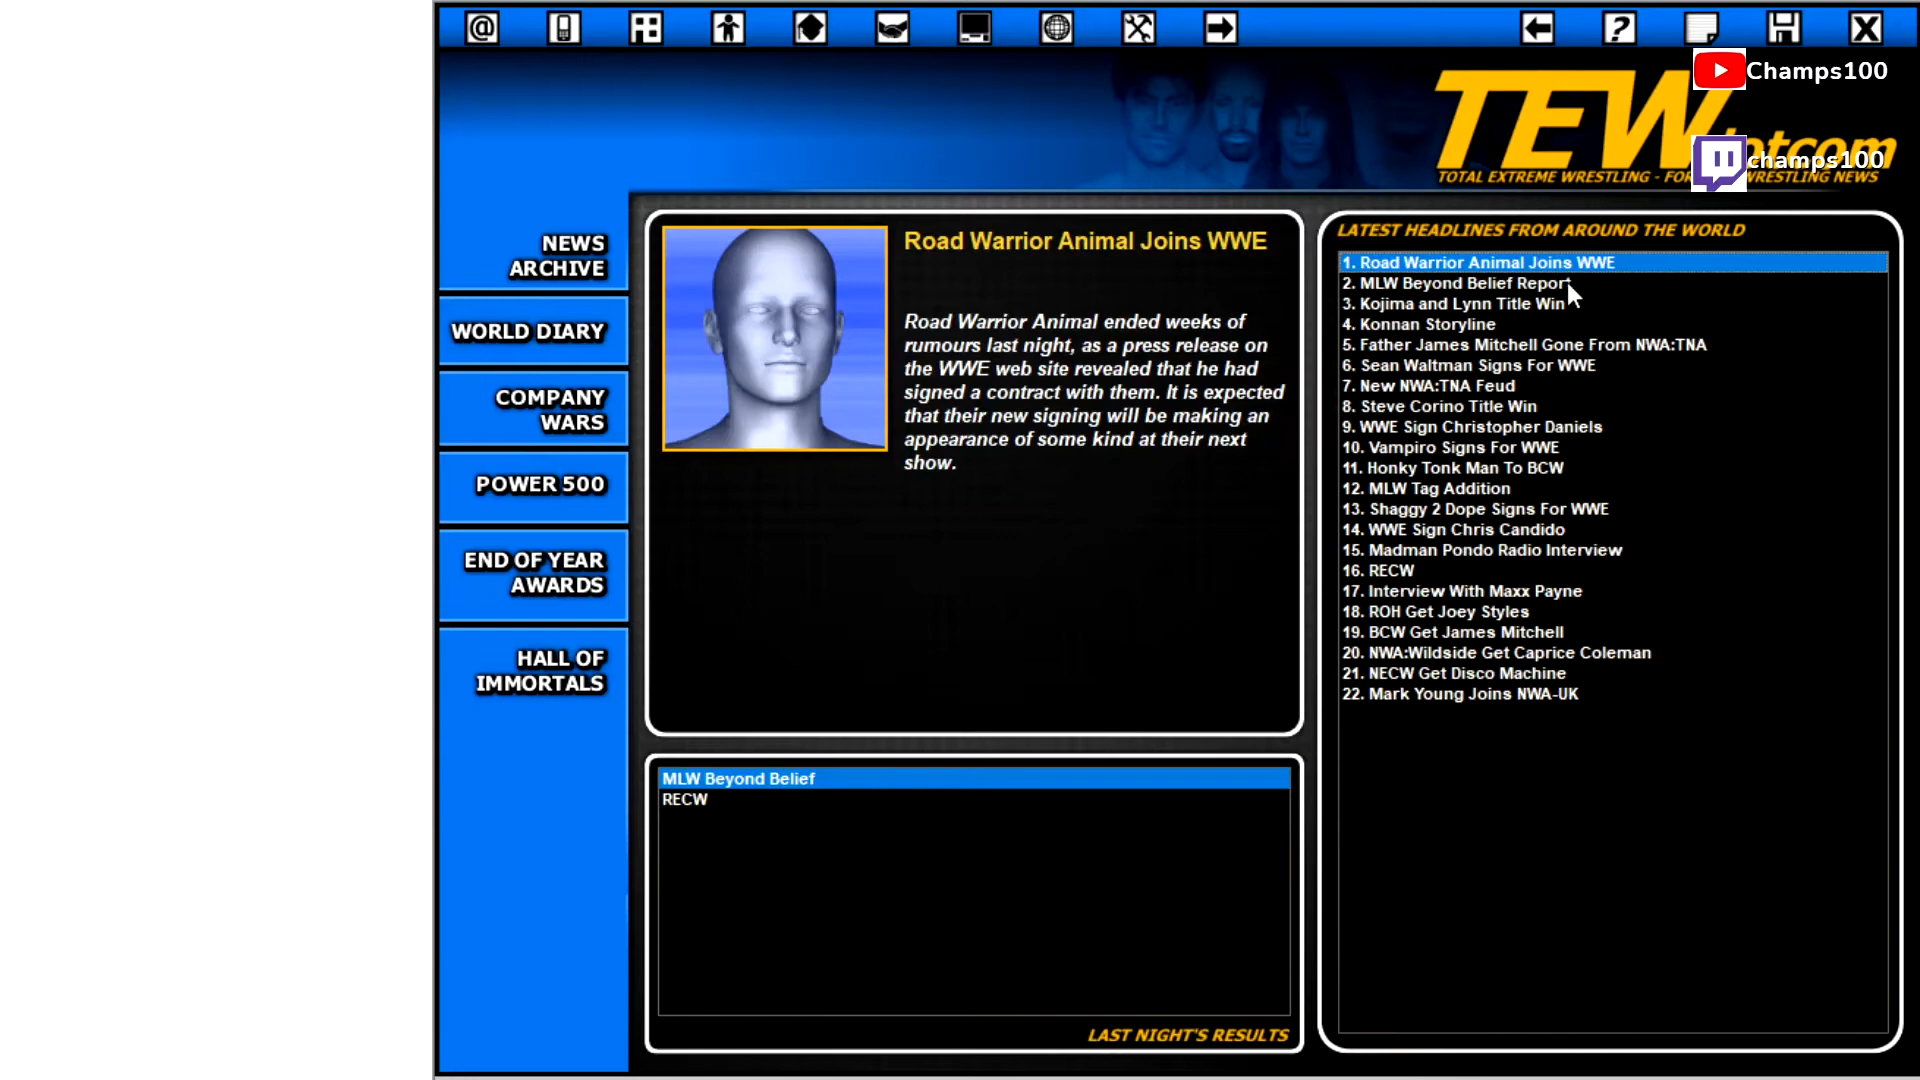 Champs100
TEW
champs100
TOTAL EXTREME WRESTLING - FOR
WRESTLING NEWS
NEWS
ARCHIVE
WORLD DIARY
COMPANY
WARS
POWER 500
END OF YEAR
AWARDS
HALL OF
IMMORTALS
Road Warrior Animal Joins WWE
Road Warrior Animal ended weeks of
rumours last night, as a press release on
the WWE web site revealed that he had
signed a contract with them. It is expected
that their new signing will be making an
appearance of some kind at their next
show.
MLW Beyond Belief
RECW
LAST NIGHT'S RESULTS
LATEST HEADLINES FROM AROUND THE WORLD
1. Road Warrior Animal Joins WWE
2. MLW Beyond Belief Report
3. Kojima and Lynn Title Win
4. Konnan Storyline
5. Father James Mitchell Gone From NWA:TNA
6. Sean Waltman Signs For WWE
7. New NWA:TNA Feud
8. Steve Corino Title Win
9. WWE Sign Christopher Daniels
10. Vampiro Signs For WWE
11. Honky Tonk Man To BCW
12. MLW Tag Addition
13. Shaggy 2 Dope Signs For WWE
14. WWE Sign Chris Candido
15. Madman Pondo Radio Interview
16. RECW
17. Interview With Maxx Payne
18. ROH Get Joey Styles
19. BCW Get James Mitchell
20. NWA:Wildside Get Caprice Coleman
21. NECW Get Disco Machine
22. Mark Young Joins NWA-UK